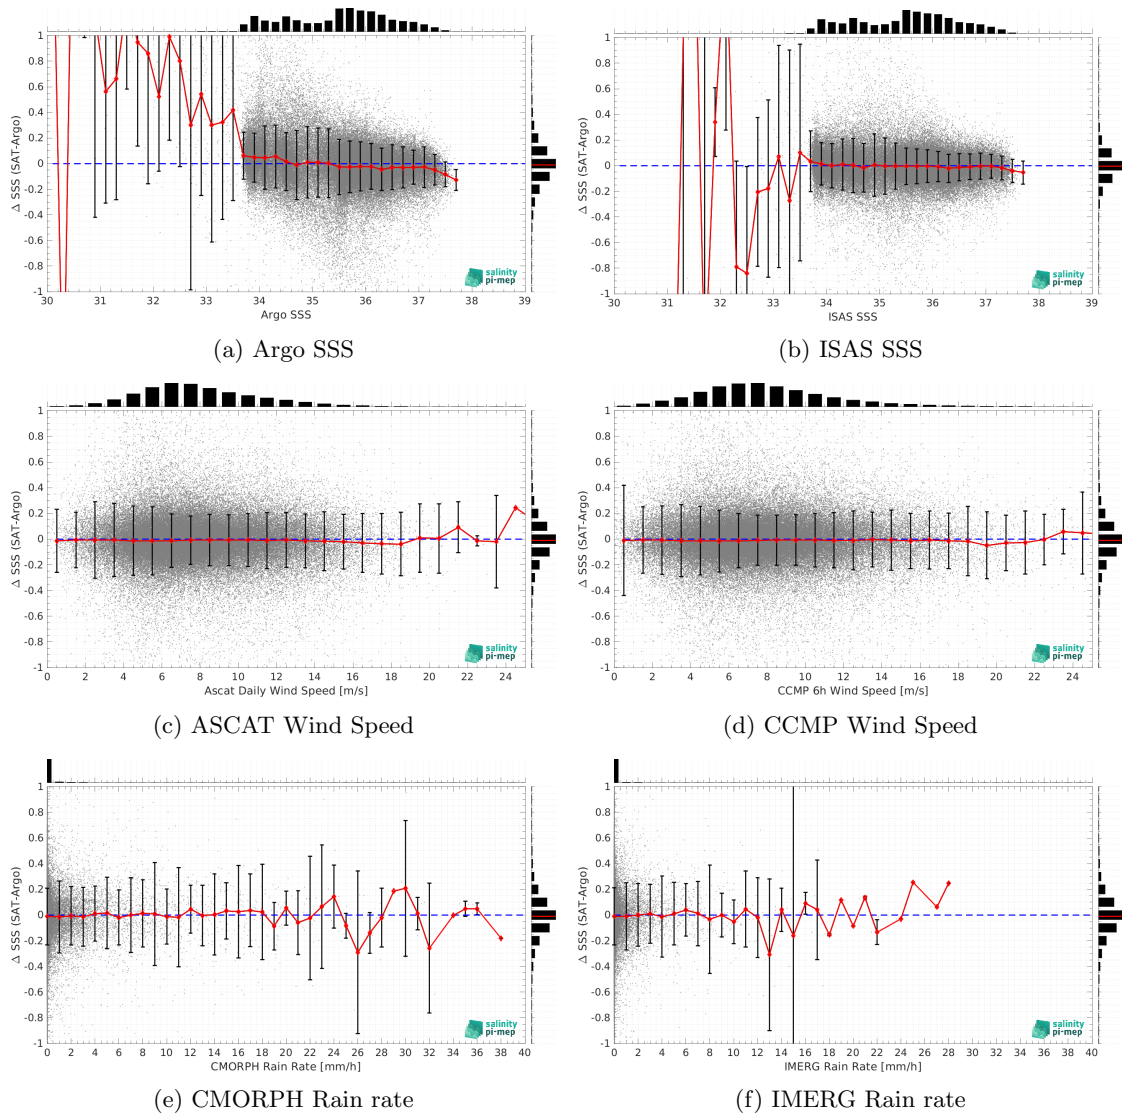 1
0.8
0.6
0.4
0.2
0
-0.2
-0.4
-0.6
-0.8
-1
Δ SSS (SAT-Argo)
30 31 32 33 34 35 36 37 38 39
Argo SSS
salinity
pi-mep
(a) Argo SSS
1
0.8
0.6
0.4
0.2
0
-0.2
-0.4
-0.6
-0.8
-1
Δ SSS (SAT-Argo)
30 31 32 33 34 35 36 37 38 39
ISAS SSS
salinity
pi-mep
(b) ISAS SSS
1
0.8
0.6
0.4
0.2
0
-0.2
-0.4
-0.6
-0.8
-1
Δ SSS (SAT-Argo)
0 2 4 6 8 10 12 14 16 18 20 22 24
Ascat Daily Wind Speed [m/s]
salinity
pi-mep
(c) ASCAT Wind Speed
1
0.8
0.6
0.4
0.2
0
-0.2
-0.4
-0.6
-0.8
-1
Δ SSS (SAT-Argo)
0 2 4 6 8 10 12 14 16 18 20 22 24
CCMP 6h Wind Speed [m/s]
salinity
pi-mep
(d) CCMP Wind Speed
1
0.8
0.6
0.4
0.2
0
-0.2
-0.4
-0.6
-0.8
-1
Δ SSS (SAT-Argo)
0 2 4 6 8 10 12 14 16 18 20 22 24 26 28 30 32 34 36 38 40
CMORPH Rain Rate [mm/h]
salinity
pi-mep
(e) CMORPH Rain rate
1
0.8
0.6
0.4
0.2
0
-0.2
-0.4
-0.6
-0.8
-1
Δ SSS (SAT-Argo)
0 2 4 6 8 10 12 14 16 18 20 22 24 26 28 30 32 34 36 38 40
IMERG Rain Rate [mm/h]
salinity
pi-mep
(f) IMERG Rain rate